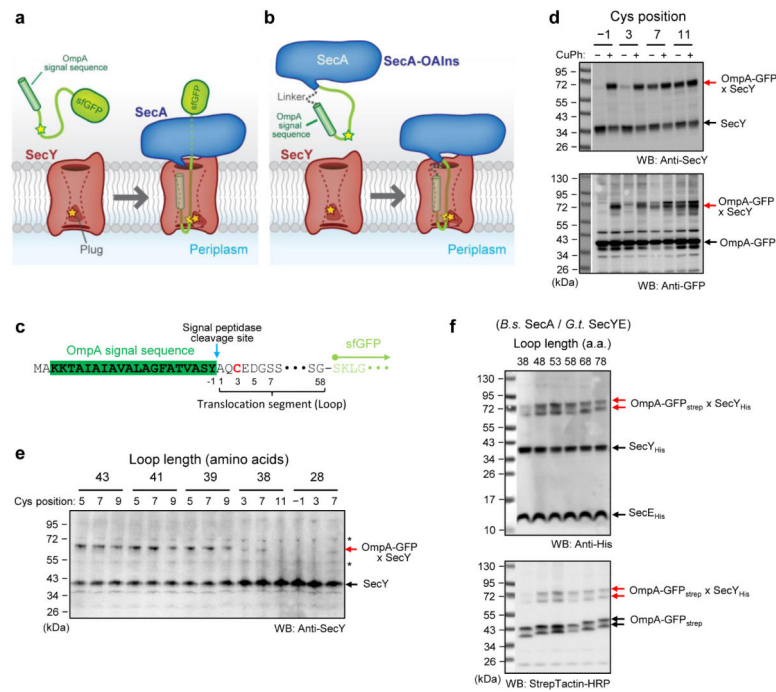 a
OmpA
signal sequence
sfGFP
sfGFP
SecA
SecY
Plug
Periplasm
b
SecA
SecA-OAIns
Linker
OmpA
signal
sequence
SecY
Periplasm
c
Signal peptidase
cleavage site
sfGFP
OmpA signal sequence
MAKKTAIAIAVALAGFATVASYAQCEDGSS•••SG-SKLG•••
-1 1 3 5 7 58
Translocation segment (Loop)
d
Cys position
−1 3 7 11
CuPh: − + − + − + − +
130
95
72
55
43
34
26
OmpA-GFP
x SecY
SecY
WB: Anti-SecY
130
95
72
55
43
34
26
(kDa)
OmpA-GFP
x SecY
OmpA-GFP
WB: Anti-GFP
e
Loop length (amino acids)
43 41 39 38 28
Cys position: 5 7 9 5 7 9 5 7 9 3 7 11 −1 3 7
95
72
55
43
34
26
(kDa)
*
OmpA-GFP
x SecY
*
SecY
WB: Anti-SecY
f
(B.s. SecA / G.t. SecYE)
Loop length (a.a.)
38 48 53 58 68 78
130
95
72
55
43
34
26
17
10
OmpA-GFPstrep x SecYHis
SecYHis
SecEHis
WB: Anti-His
130
95
72
55
43
34
26
(kDa)
OmpA-GFPstrep x SecYHis
OmpA-GFPstrep
WB: StrepTactin-HRP